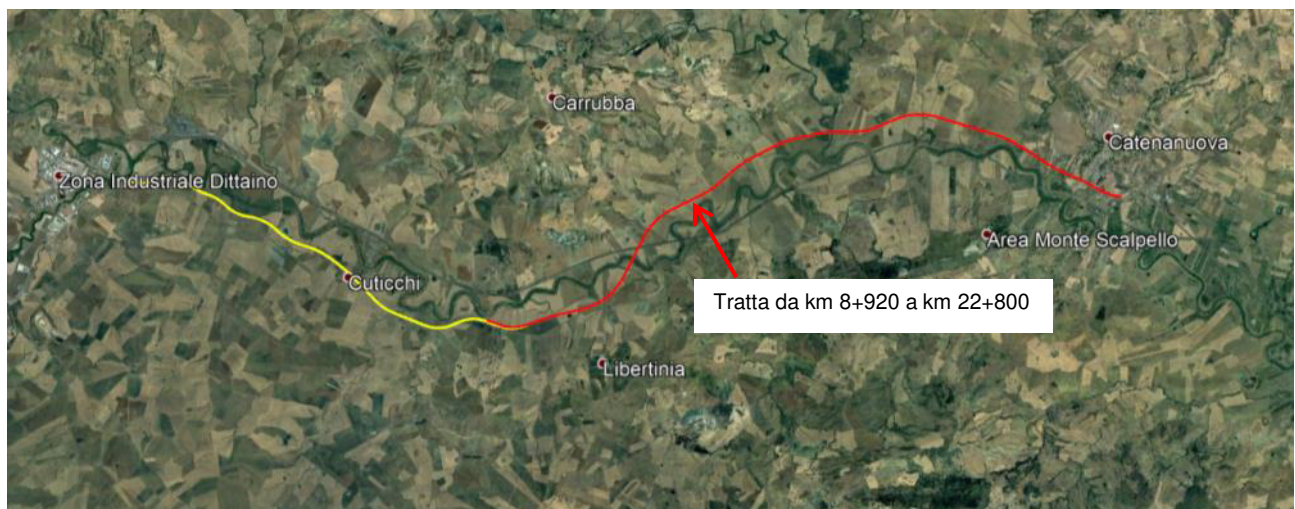 Carrubba
Catenanuova
Zona Industriale Dittaino
Area Monte Scalpello
Cuticchi
Tratta da km 8+920 a km 22+800
Libertinia